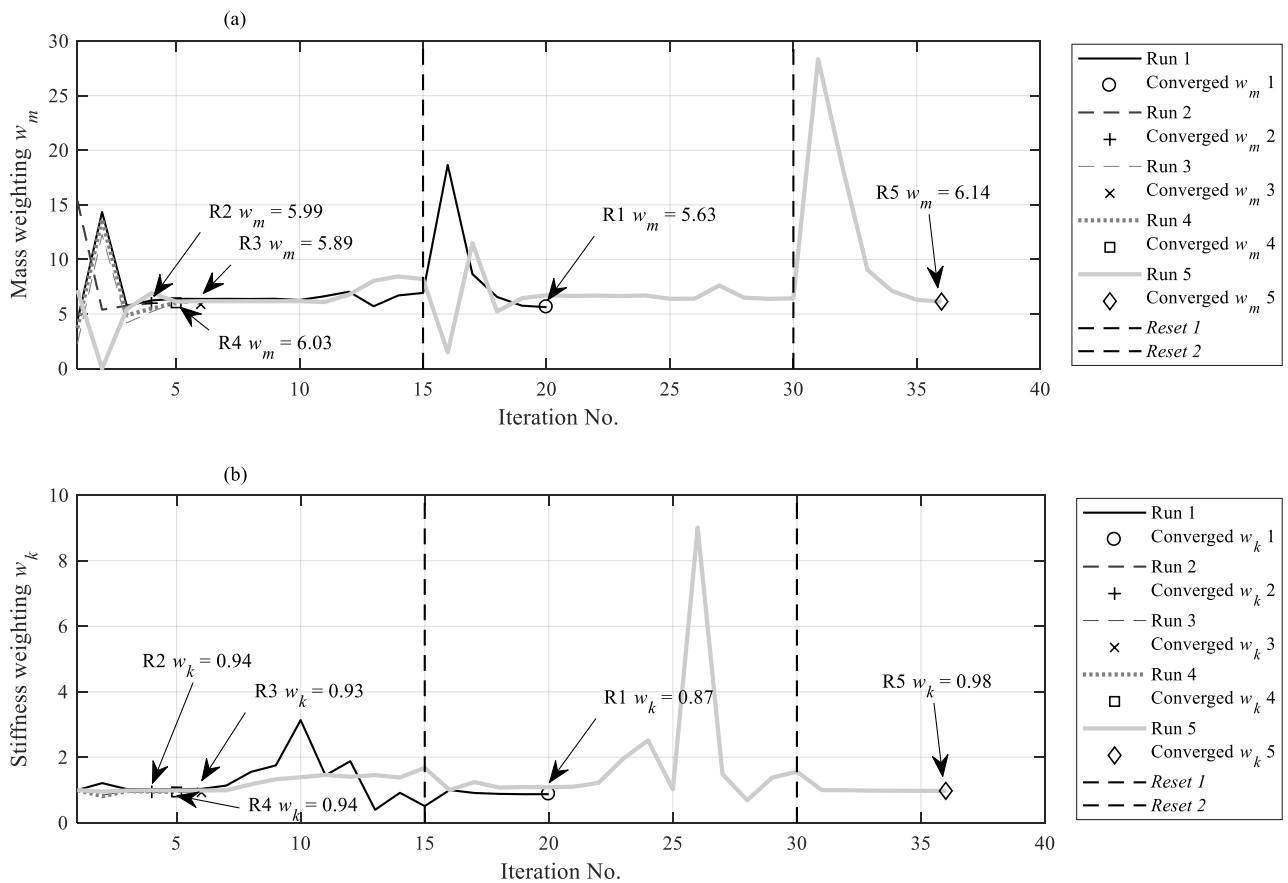 (a)
30
25
20
15
10
5
0
Mass weighting w_m
5
10
15
20
25
30
35
40
Iteration No.
R2 w_m = 5.99
R3 w_m = 5.89
R4 w_m = 6.03
R1 w_m = 5.63
R5 w_m = 6.14
Run 1
Converged w_m 1
Run 2
Converged w_m 2
Run 3
Converged w_m 3
Run 4
Converged w_m 4
Run 5
Converged w_m 5
Reset 1
Reset 2
(b)
10
8
6
4
2
0
Stiffness weighting w_k
5
10
15
20
25
30
35
40
Iteration No.
R2 w_k = 0.94
R3 w_k = 0.93
R4 w_k = 0.94
R1 w_k = 0.87
R5 w_k = 0.98
Run 1
Converged w_k 1
Run 2
Converged w_k 2
Run 3
Converged w_k 3
Run 4
Converged w_k 4
Run 5
Converged w_k 5
Reset 1
Reset 2